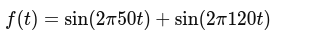 f(t) = sin(2π50t) + sin(2π120t)